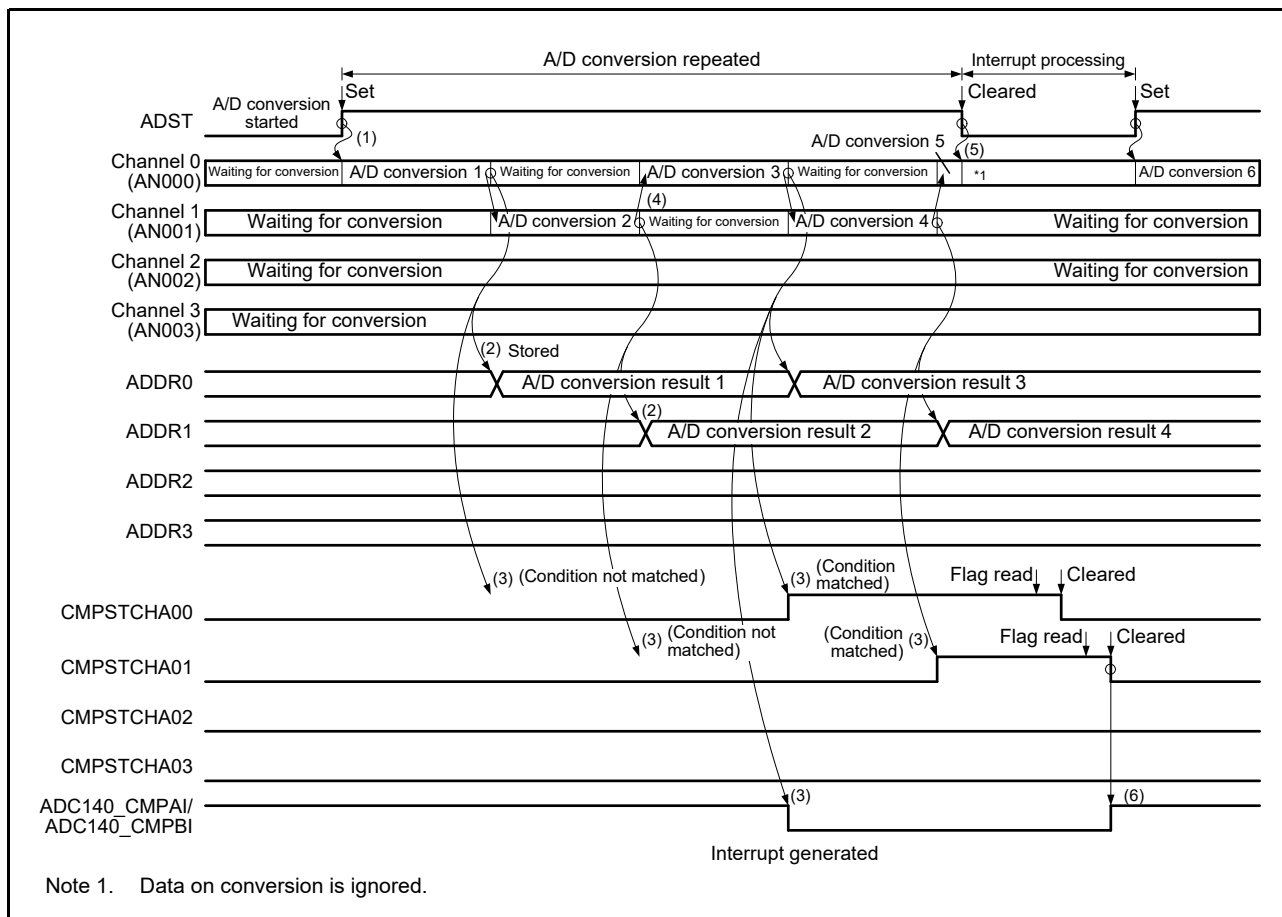 A/D conversion repeated
Interrupt processing
Set
Cleared
Set
A/D conversion
started
ADST
(1)
A/D conversion 5
(5)
Channel 0
(AN000)
Waiting for conversion
A/D conversion 1
Waiting for conversion
A/D conversion 3
Waiting for conversion
*1
A/D conversion 6
(4)
Channel 1
(AN001)
Waiting for conversion
A/D conversion 2
Waiting for conversion
A/D conversion 4
Waiting for conversion
Channel 2
(AN002)
Waiting for conversion
Waiting for conversion
Channel 3
(AN003)
Waiting for conversion
(2) Stored
ADDR0
A/D conversion result 1
A/D conversion result 3
(2)
ADDR1
A/D conversion result 2
A/D conversion result 4
ADDR2
ADDR3
(3) (Condition not matched)
(3) (Condition
matched)
Flag read
Cleared
CMPSTCHA00
(3) (Condition not
matched)
(Condition (3)
matched)
Flag read
Cleared
CMPSTCHA01
CMPSTCHA02
CMPSTCHA03
ADC140_CMPAI/
ADC140_CMPBI
(3)
(6)
Interrupt generated
Note 1. Data on conversion is ignored.